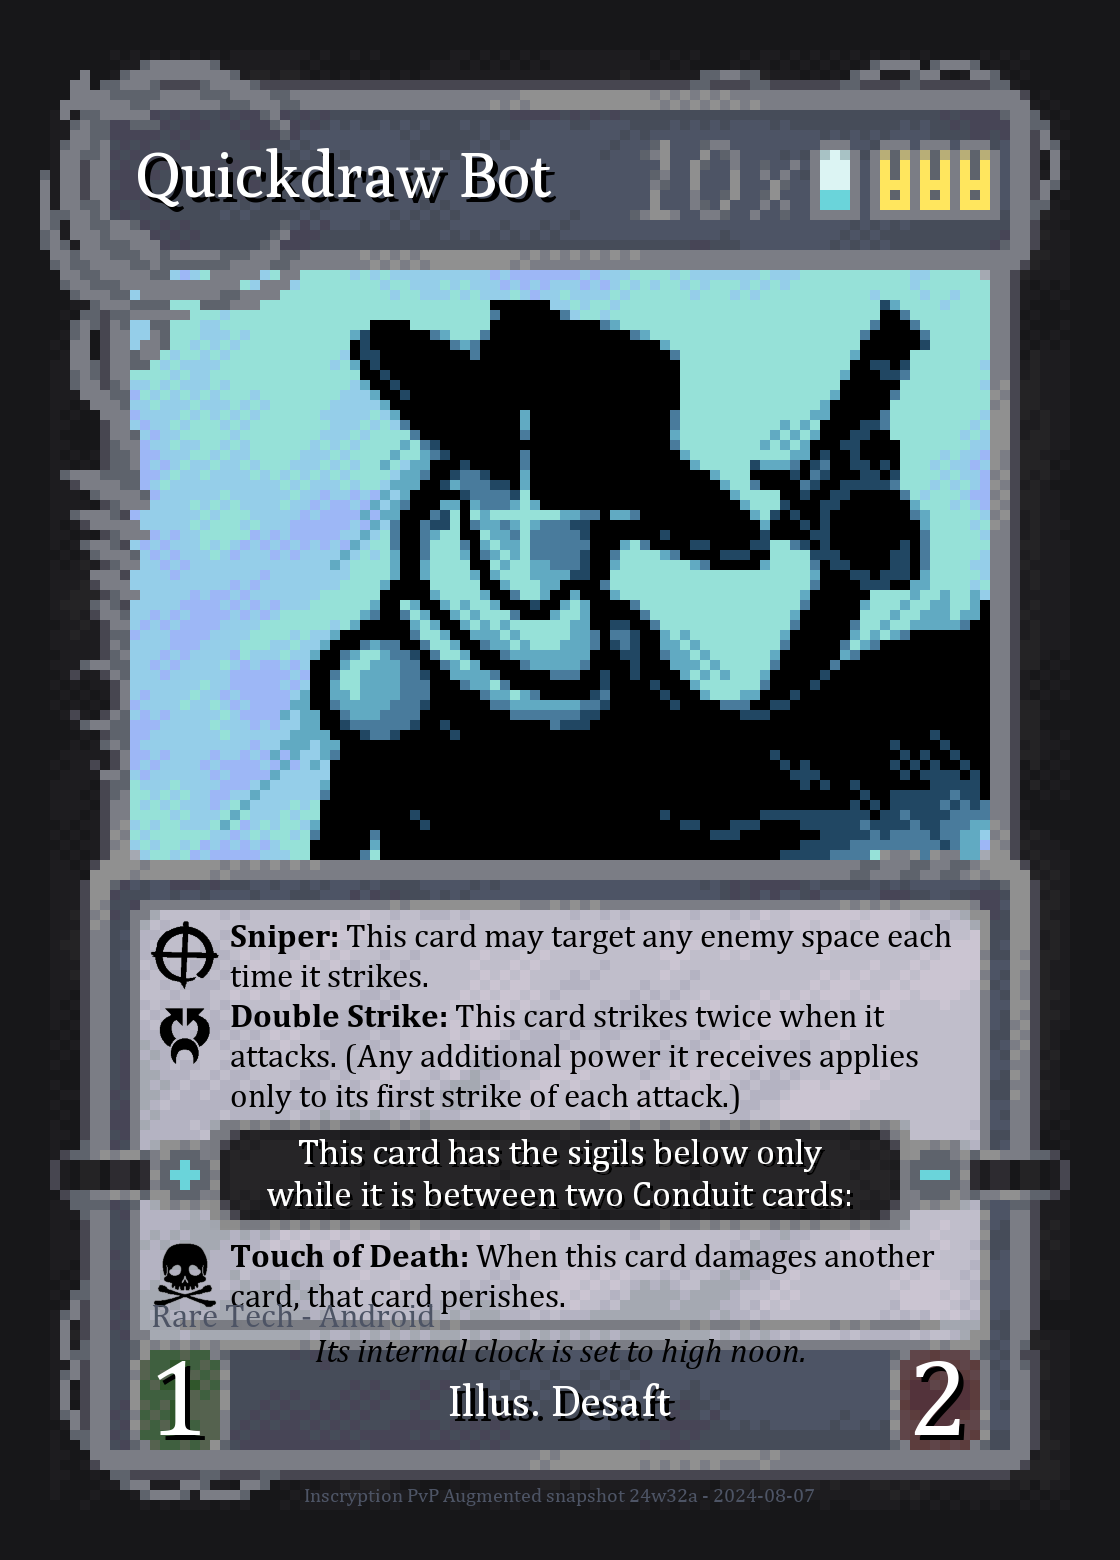 Quickdraw Bot 10x
Sniper: This card may target any enemy space each
time it strikes.
Double Strike: This card strikes twice when it
attacks. (Any additional power it receives applies
only to its first strike of each attack.)
This card has the sigils below only
while it is between two Conduit cards:
Touch of Death: When this card damages another
card, that card perishes.
Rare Tech - Android
Its internal clock is set to high noon.
1 Illus. Desaft 2
Inscryption PvP Augmented snapshot 24w32a - 2024-08-07